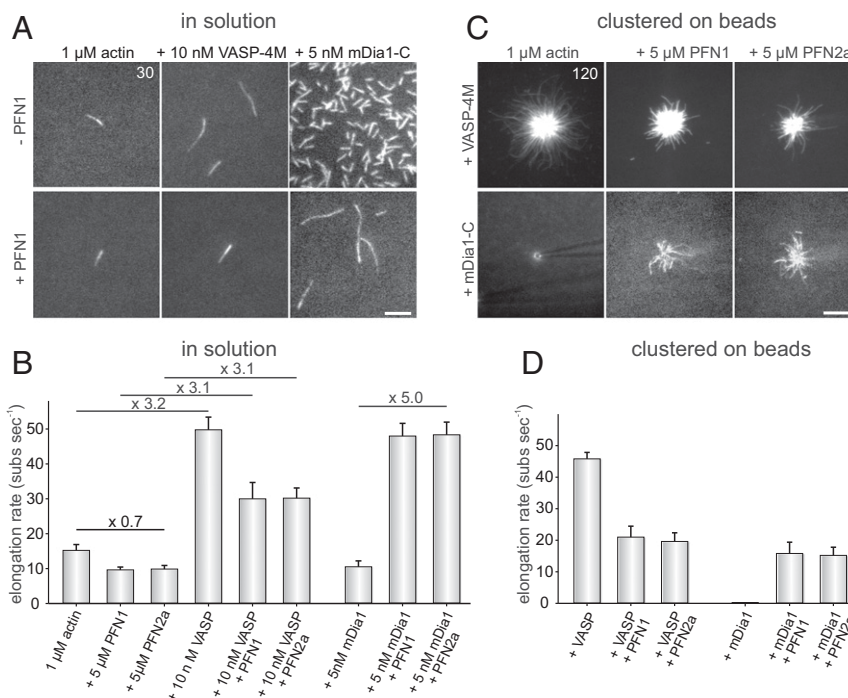 A
in solution
1 µM actin
+ 10 nM VASP-4M
+ 5 nM mDia1-C
- PFN1
30
+ PFN1
B
in solution
x 3.1
x 3.1
x 3.2
x 5.0
x 0.7
elongation rate (subs sec⁻¹)
50
40
30
20
10
0
1 µM actin
+ 5 µM PFN1
+ 5µM PFN2a
+ 10 n M VASP
+ 10 nM VASP
+ PFN1
+ 10 nM VASP
+ PFN2a
+ 5nM mDia1
+ 5 nM mDia1
+ PFN1
+ 5 nM mDia1
+ PFN2a
C
clustered on beads
1 µM actin
+ 5 µM PFN1
+ 5 µM PFN2a
+ VASP-4M
120
+ mDia1-C
D
clustered on beads
elongation rate (subs sec⁻¹)
50
40
30
20
10
0
+ VASP
+ VASP
+ PFN1
+ VASP
+ PFN2a
+ mDia1
+ mDia1
+ PFN1
+ mDia1
+ PFN2a